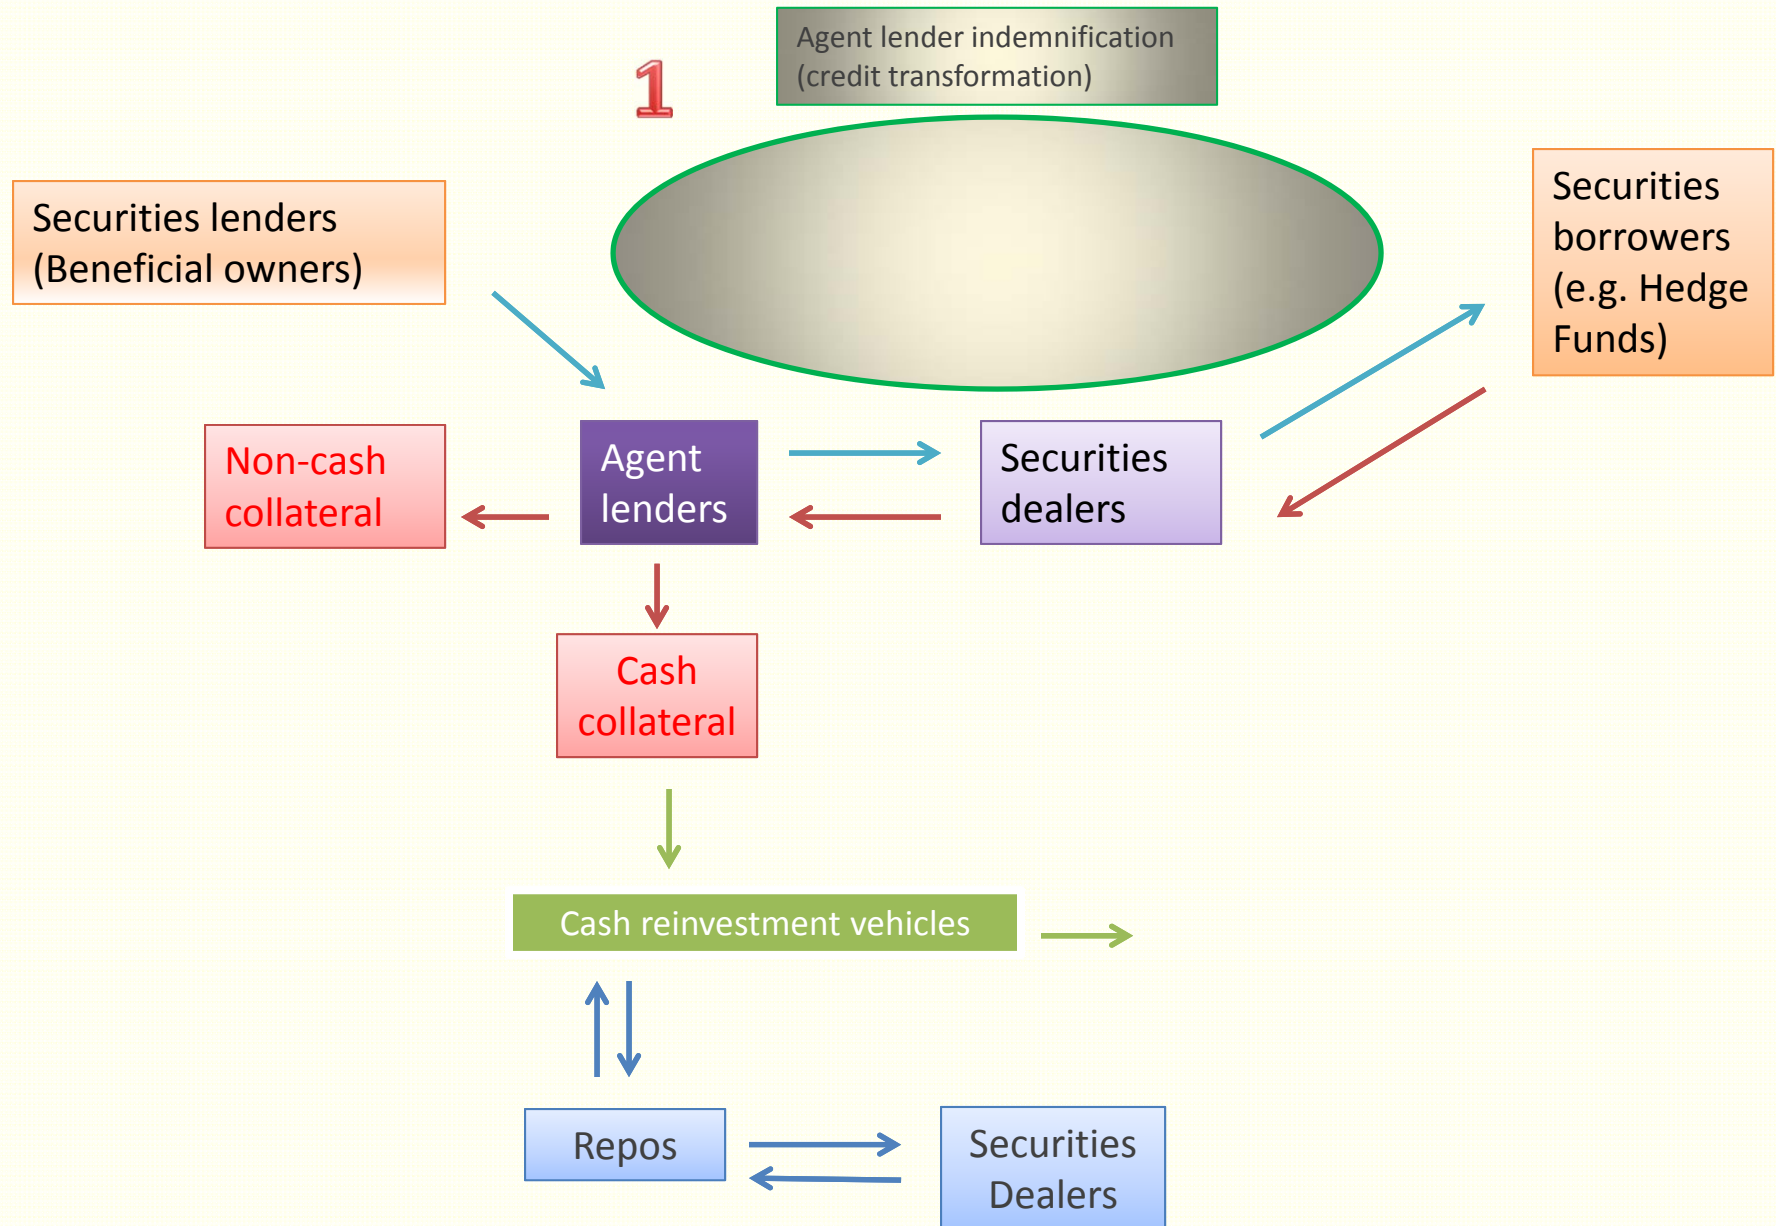 Agent lender indemnification
(credit transformation)
1
Securities lenders
(Beneficial owners)
Securities
borrowers
(e.g. Hedge
Funds)
Non-cash
collateral
Agent
lenders
Securities
dealers
Cash
collateral
Cash reinvestment vehicles
Repos
Securities
Dealers